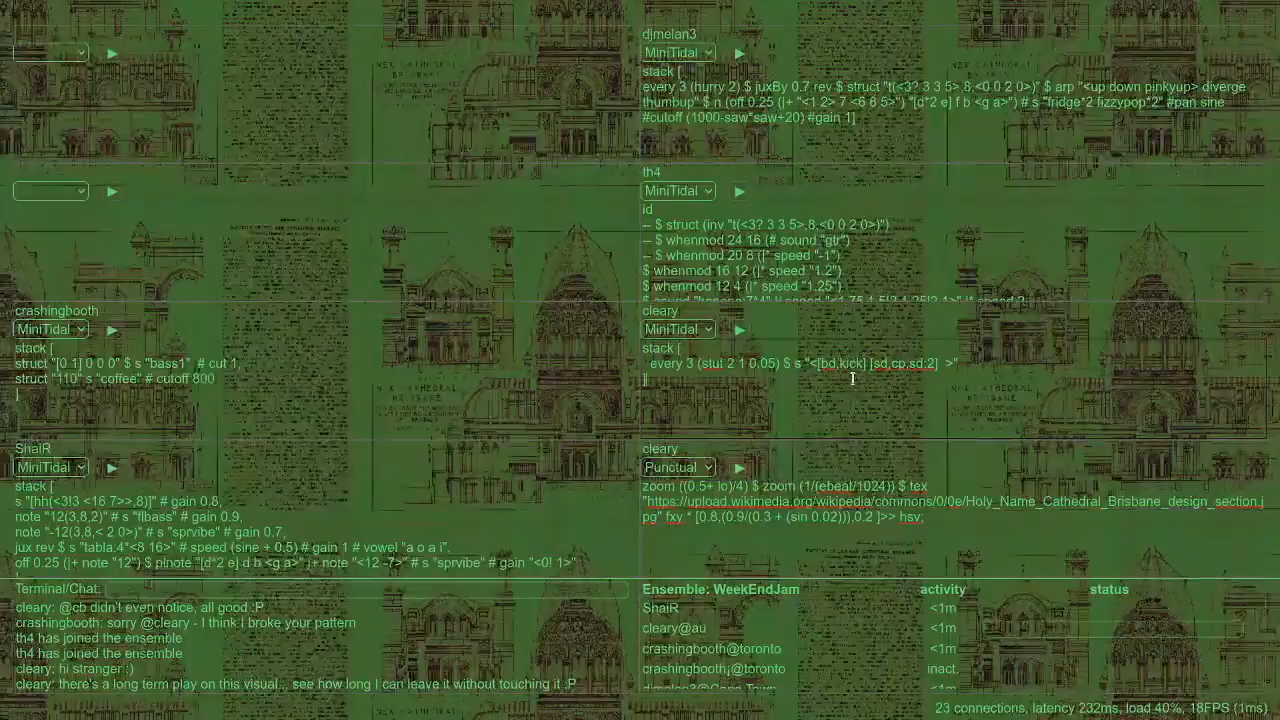 djmelan3
MiniTidal
stack [
every 3 (hurry 2) $ juxBy 0.7 rev $ struct "t(<3? 3 3 5>,8,<0 0 2 0>)" $ arp "<up down pinkyup> diverge
thumbup" $ n (off 0.25 (|+ "<1 2> 7 <6 8 5>") "[d*2 e] f b <g a>") # s "fridge*2 fizzypop*2" #pan sine
#cutoff (1000-saw*saw+20) #gain 1]
th4
MiniTidal
id
-- $ struct (inv "t(<3? 3 3 5>,8,<0 0 2 0>)")
-- $ whenmod 24 16 (# sound "gtr")
-- $ whenmod 20 8 (|* speed "-1")
$ whenmod 16 12 (|* speed "1.2")
$ whenmod 12 4 (|* speed "1.25")
crashingbooth
MiniTidal
stack [
struct "[0 1] 0 0 0" $ s "bass1"  # cut 1,
struct "110" s "coffee" # cutoff 800
]
cleary
MiniTidal
stack [
every 3 (stut 2 1 0.05) $ s "<[bd,kick] [sd,cp,sd:2]  >"
]
ShaiR
MiniTidal
stack [
s "[hh(<3!3 <16 7>>,8)]" # gain 0.8,
note "12(3,8,2)" # s "flbass" # gain 0.9,
note "-12(3,8,< 2 0>)" # s "sprvibe" # gain 0.7,
jux rev $ s "tabla:4*<8 16>" # speed (sine + 0.5) # gain 1 # vowel "a o a i",
off 0.25 (|+ note "12") $ plnote "[d*2 e] d b <g a>" |+ note "<12 -7>" # s "sprvibe" # gain "<0! 1>"
cleary
Punctual
zoom ((0.5+ lo)/4) $ zoom (1/(ebeat/1024)) $ tex
"https://upload.wikimedia.org/wikipedia/commons/0/0e/Holy_Name_Cathedral_Brisbane_design_section.j
pg" fxy * [0.8,(0.9/(0.3 + (sin 0.02))),0.2 ]>> hsv;
Terminal/Chat:
cleary: @cb didn't even notice, all good :P
crashingbooth: sorry @cleary - I think I broke your pattern
th4 has joined the ensemble
th4 has joined the ensemble
cleary: hi stranger :)
cleary: there's a long term play on this visual... see how long I can leave it without touching it :P
Ensemble: WeekEndJam activity status
ShaiR <1m
cleary@au <1m
crashingbooth@toronto <1m
crashingbooth¡@toronto inact.
djmelan3@Cape Town <1m
23 connections, latency 232ms, load 40%, 18FPS (1ms)